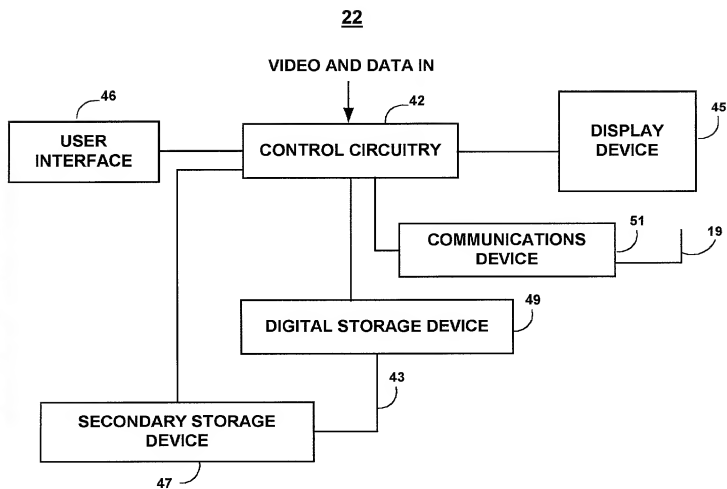 22
VIDEO AND DATA IN
46
42
45
USER
INTERFACE
CONTROL CIRCUITRY
DISPLAY
DEVICE
51
19
COMMUNICATIONS
DEVICE
49
DIGITAL STORAGE DEVICE
43
SECONDARY STORAGE
DEVICE
47